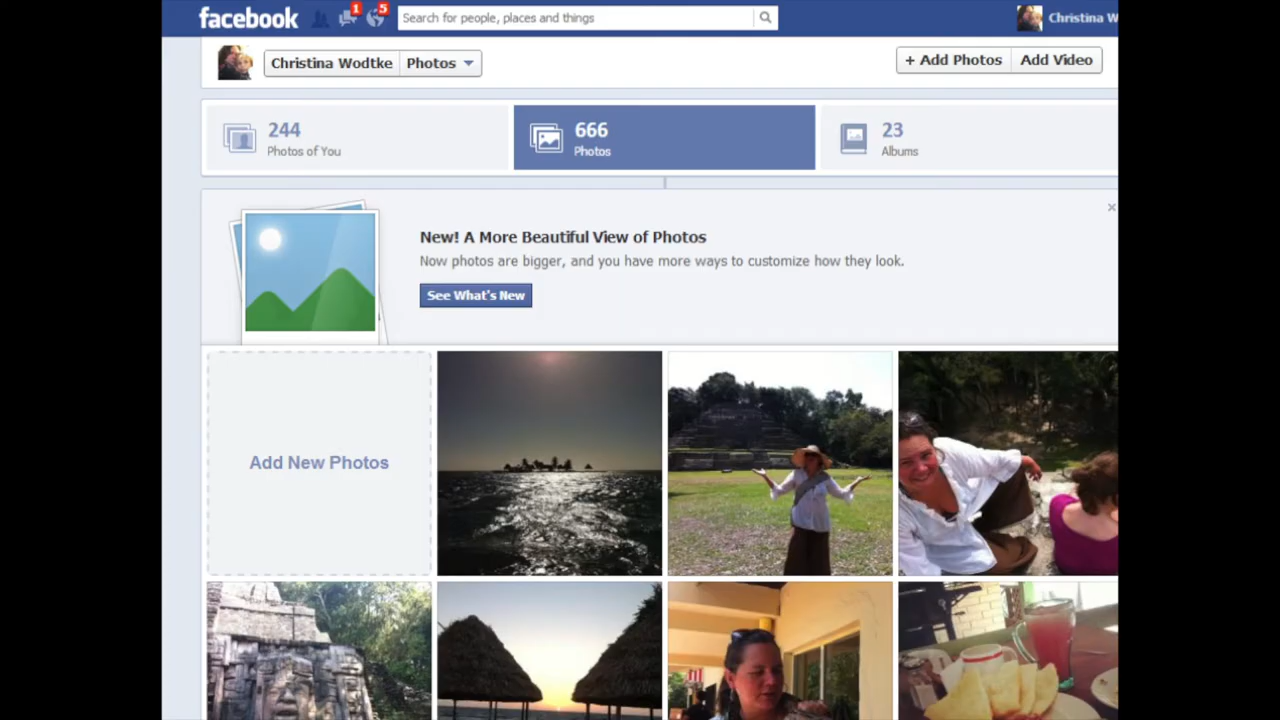 facebook
1
5
Search for people, places and things
Christina W
Christina Wodtke
Photos
+ Add Photos
Add Video
244
Photos of You
666
Photos
23
Albums
New! A More Beautiful View of Photos
Now photos are bigger, and you have more ways to customize how they look.
See What's New
Add New Photos